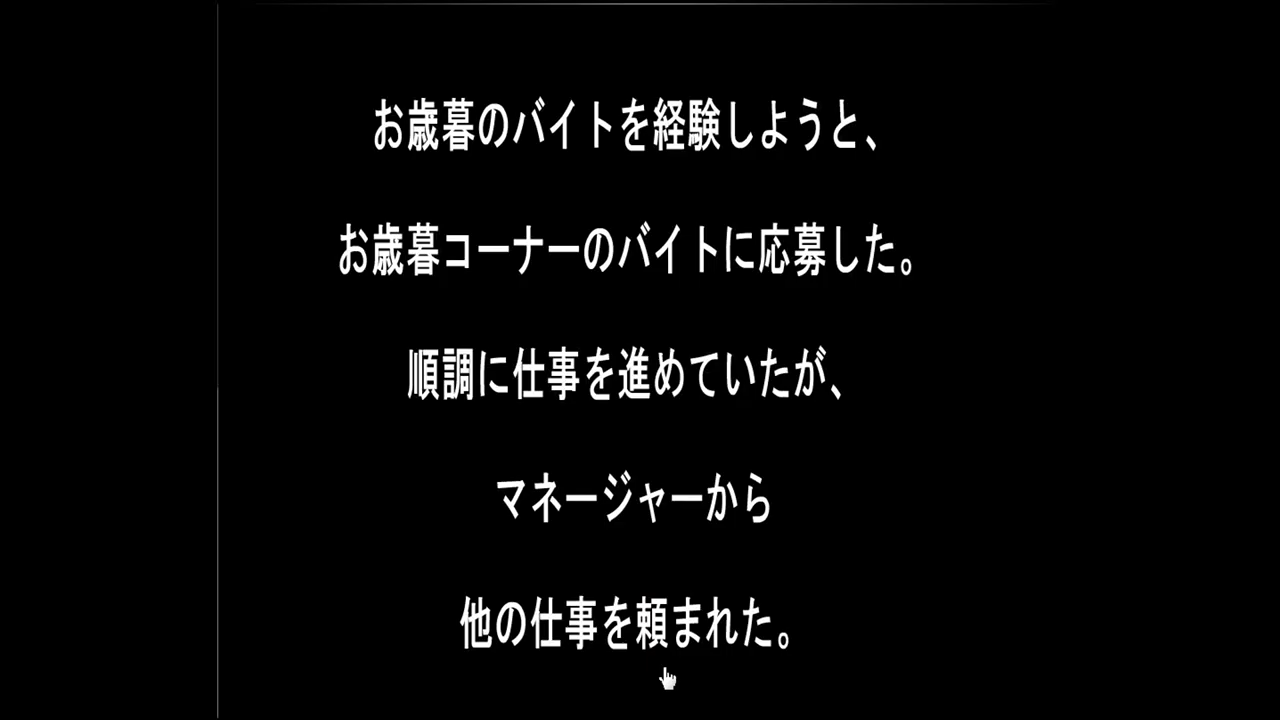 お歳暮のバイトを経験しようと、
お歳暮コーナーのバイトに応募した。
順調に仕事を進めていたが、
マネージャーから
他の仕事を頼まれた。